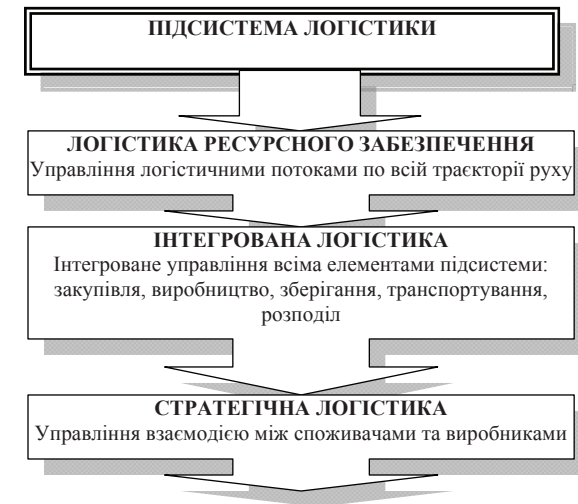 ПІДСИСТЕМА ЛОГІСТИКИ
ЛОГІСТИКА РЕСУРСНОГО ЗАБЕЗПЕЧЕННЯ
Управління логістичними потоками по всій траєкторії руху
ІНТЕГРОВАНА ЛОГІСТИКА
Інтегроване управління всіма елементами підсистеми:
закупівля, виробництво, зберігання, транспортування,
розподіл
СТРАТЕГІЧНА ЛОГІСТИКА
Управління взаємодією між споживачами та виробниками